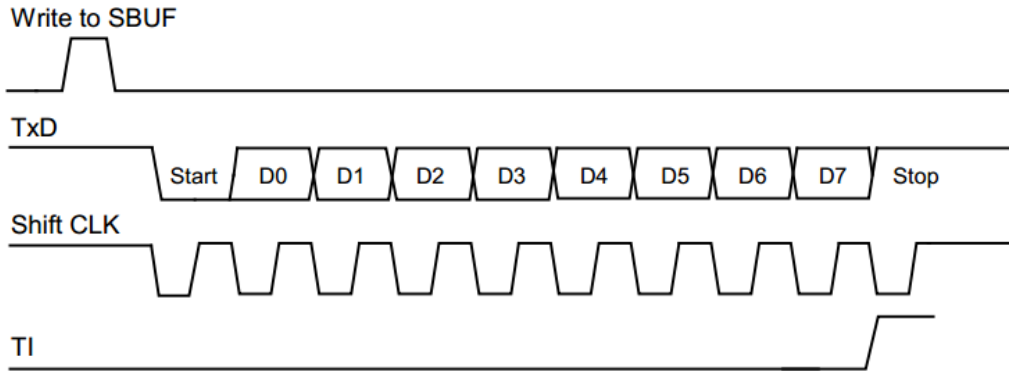 Write to SBUF
TxD
Start D0 D1 D2 D3 D4 D5 D6 D7 Stop
Shift CLK
TI